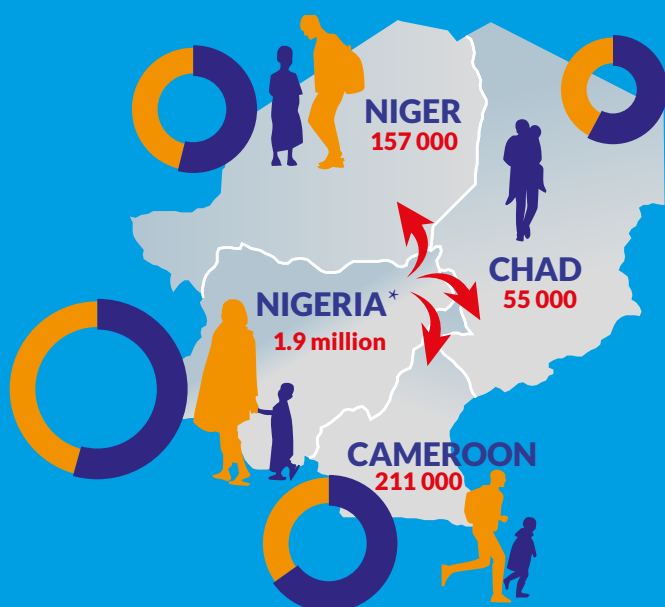 NIGER
157 000
CHAD
55 000
NIGERIA*
1.9 million
CAMEROON
211 000